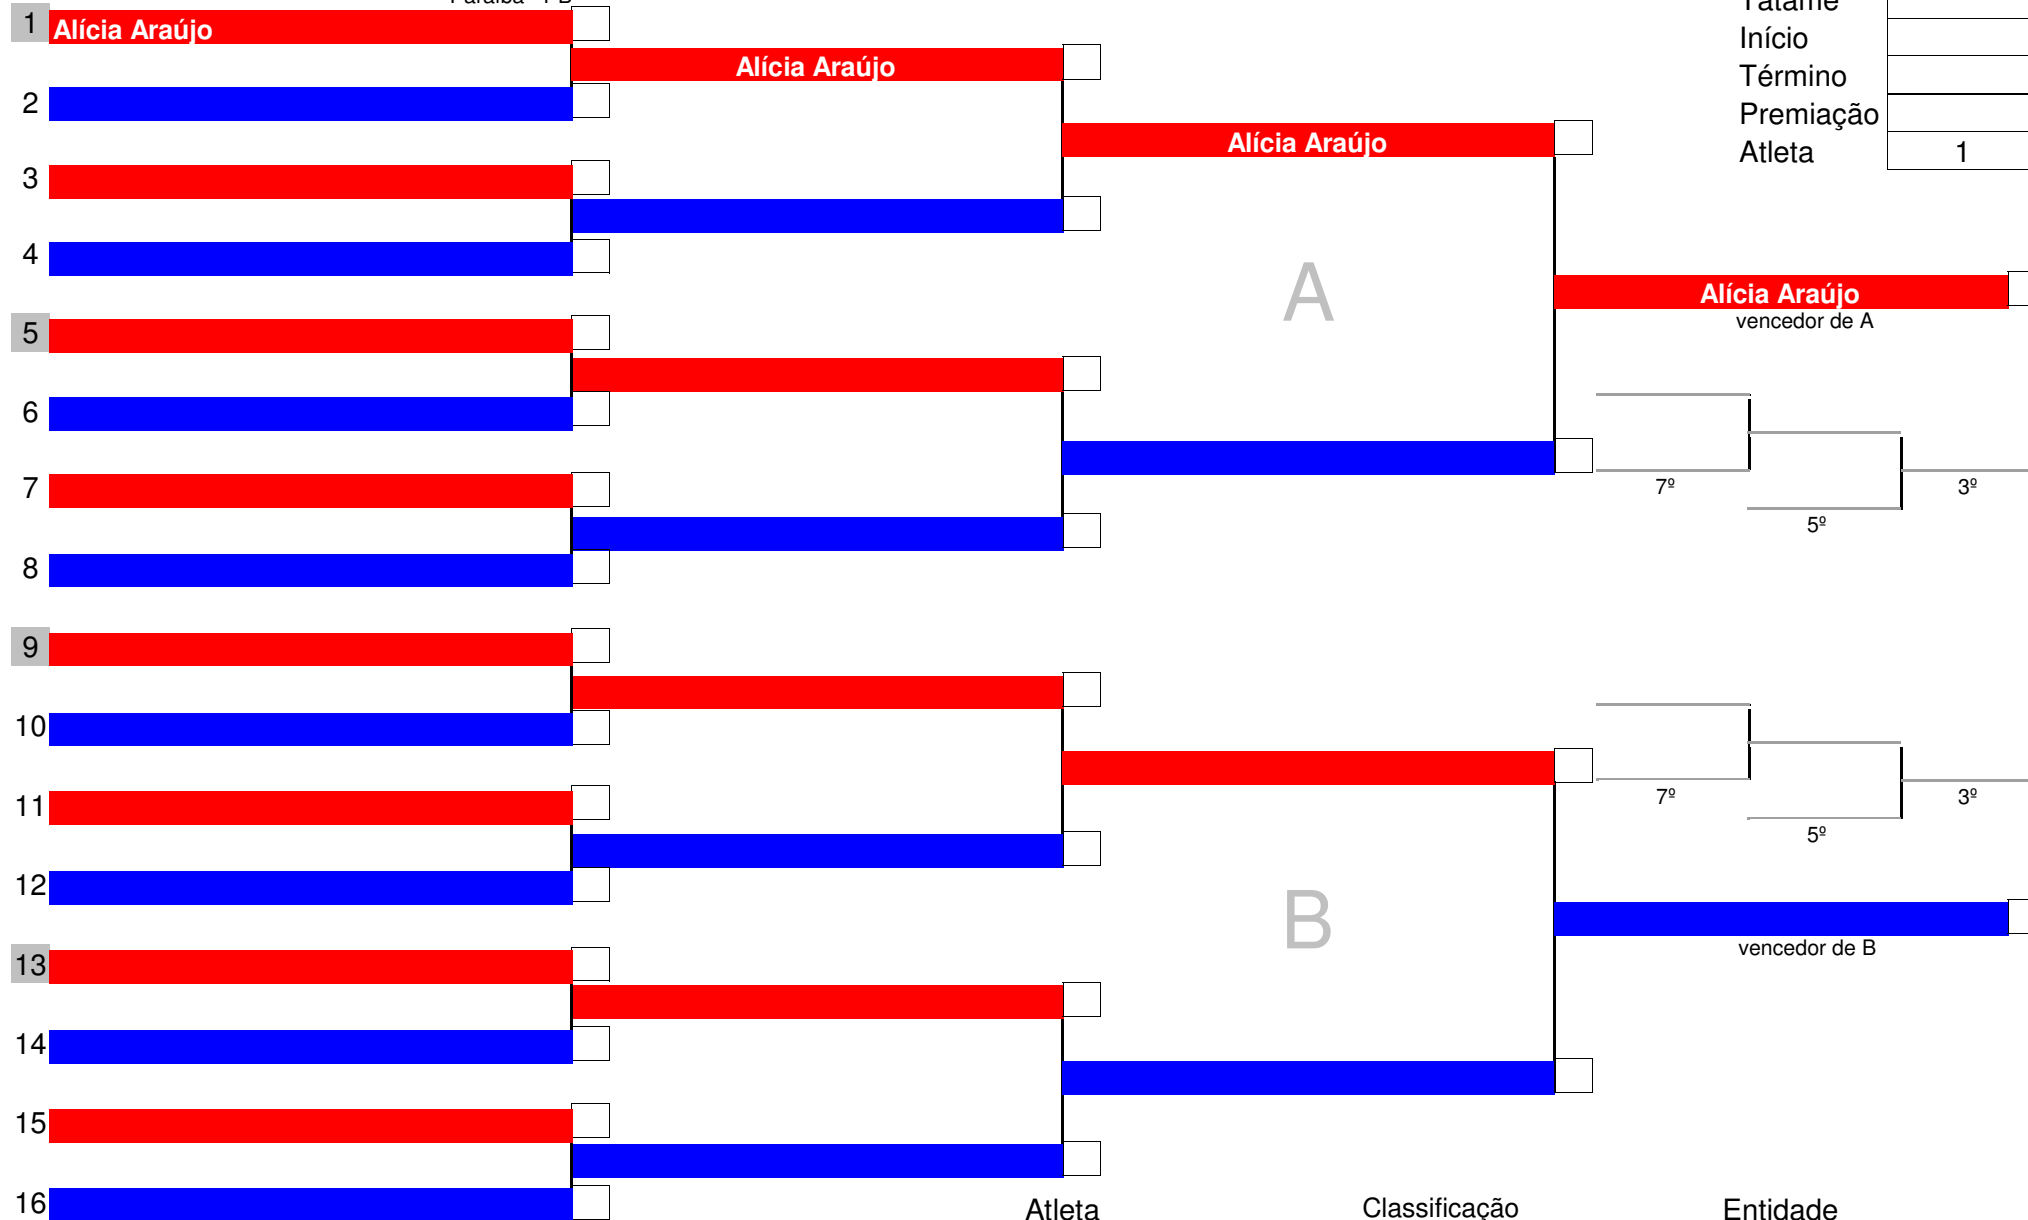 Paraíba - PB
1 Alícia Araújo
Alícia Araújo
2
Alícia Araújo
3
4
Alícia Araújo
vencedor de A
A
5
6
7
8
7º
5º
3º
9
10
11
12
7º
5º
3º
B
vencedor de B
13
14
15
16
Tatame
Início
Término
Premiação
Atleta 1
Atleta Classificação Entidade